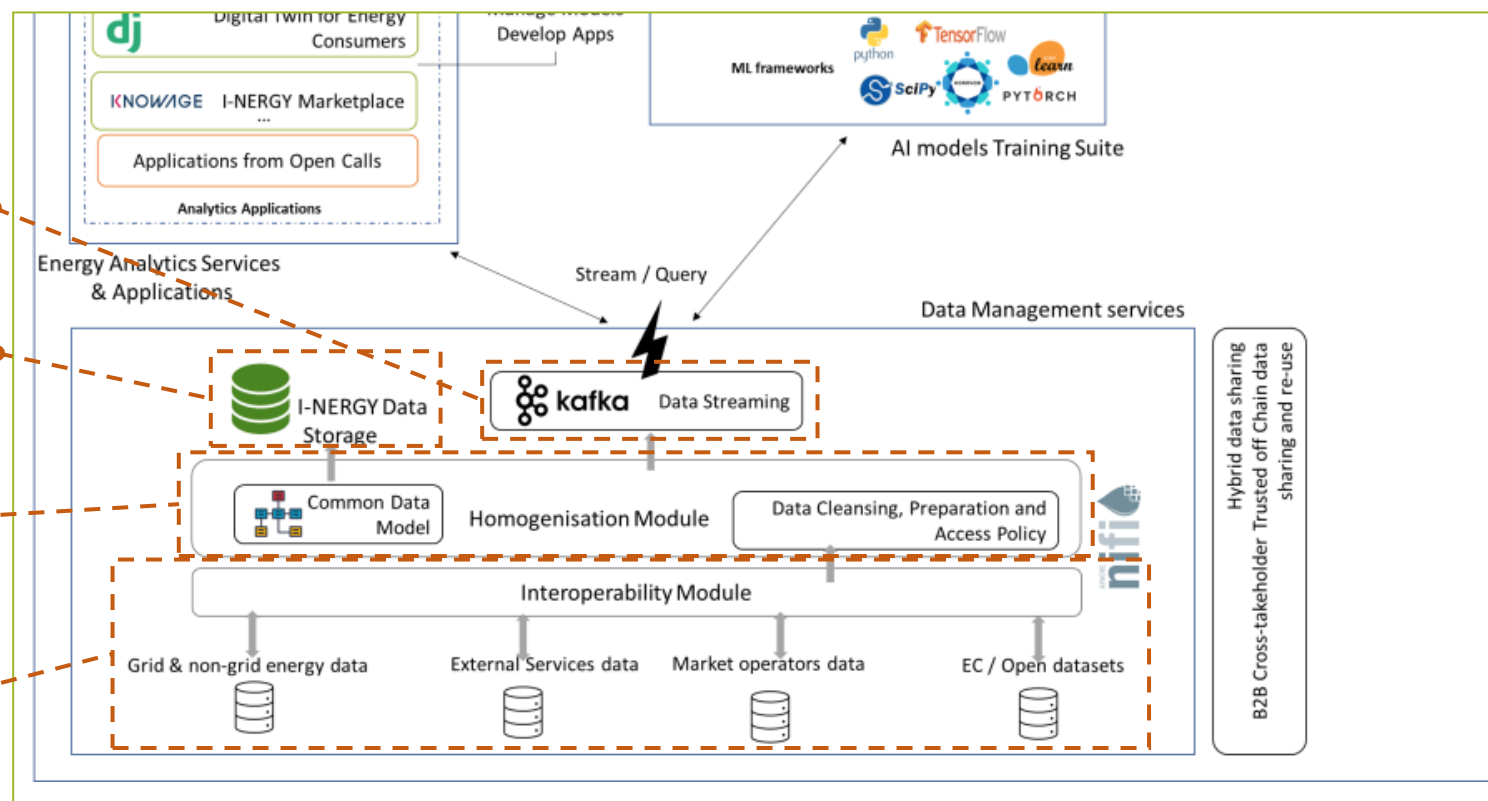 dj
Digital Twin for Energy
Consumers
Develop Apps
KNOWAGE I-NERGY Marketplace
...
Applications from Open Calls
Analytics Applications
Energy Analytics Services
& Applications
ML frameworks
python
TensorFlow
learn
SciPy
PYTORCH
AI models Training Suite
Stream / Query
Data Management services
I-NERGY Data
Storage
kafka Data Streaming
Common Data
Model
Homogenisation Module
Data Cleansing, Preparation and
Access Policy
APACHE
nifi
Interoperability Module
Grid & non-grid energy data
External Services data
Market operators data
EC / Open datasets
Hybrid data sharing
B2B Cross-takeholder Trusted off Chain data
sharing and re-use